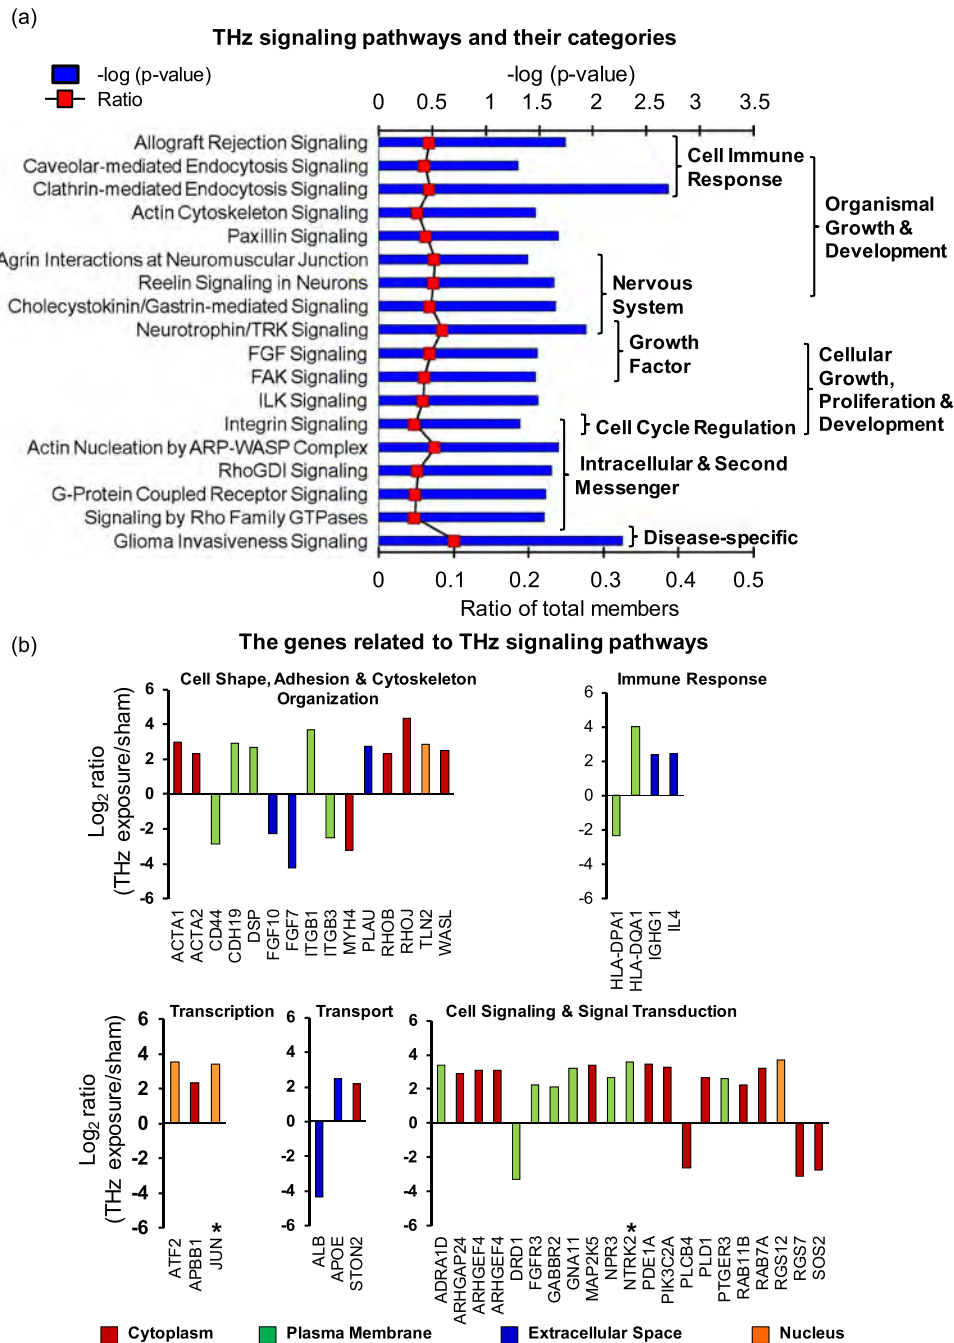 (a)
THz signaling pathways and their categories
-log (p-value)
Ratio
-log (p-value)
0 0.5 1 1.5 2 2.5 3 3.5
Allograft Rejection Signaling
Caveolar-mediated Endocytosis Signaling
Clathrin-mediated Endocytosis Signaling
Actin Cytoskeleton Signaling
Paxillin Signaling
Agrin Interactions at Neuromuscular Junction
Reelin Signaling in Neurons
Cholecystokinin/Gastrin-mediated Signaling
Neurotrophin/TRK Signaling
FGF Signaling
FAK Signaling
ILK Signaling
Integrin Signaling
Actin Nucleation by ARP-WASP Complex
RhoGDI Signaling
G-Protein Coupled Receptor Signaling
Signaling by Rho Family GTPases
Glioma Invasiveness Signaling
Cell Immune
Response
Organismal
Growth &
Development
Nervous
System
Growth
Factor
Cellular
Growth,
Proliferation &
Development
Cell Cycle Regulation
Intracellular & Second
Messenger
Disease-specific
0 0.1 0.2 0.3 0.4 0.5
Ratio of total members
(b)
The genes related to THz signaling pathways
Cell Shape, Adhesion & Cytoskeleton
Organization
Log2 ratio
(THz exposure/sham)
6
4
2
0
-2
-4
-6
ACTA1
ACTA2
CD44
CDH19
DSP
FGF10
FGF7
ITGB1
ITGB3
MYH4
PLAU
RHOB
RHOJ
TLN2
WASL
Immune Response
6
4
2
0
-2
-4
-6
HLA-DPA1
HLA-DQA1
IGHG1
IL4
Transcription
Log2 ratio
(THz exposure/sham)
6
4
2
0
-2
-4
-6
ATF2
APBB1
JUN *
Transport
6
4
2
0
-2
-4
-6
ALB
APOE
STON2
Cell Signaling & Signal Transduction
6
4
2
0
-2
-4
-6
ADRA1D
ARHGAP24
ARHGEF4
ARHGEF4
DRD1
FGFR3
GABBR2
GNA11
MAP2K5
NPR3
NTRK2*
PDE1A
PIK3C2A
PLCB4
PLD1
PTGER3
RAB11B
RAB7A
RGS12
RGS7
SOS2
Cytoplasm
Plasma Membrane
Extracellular Space
Nucleus